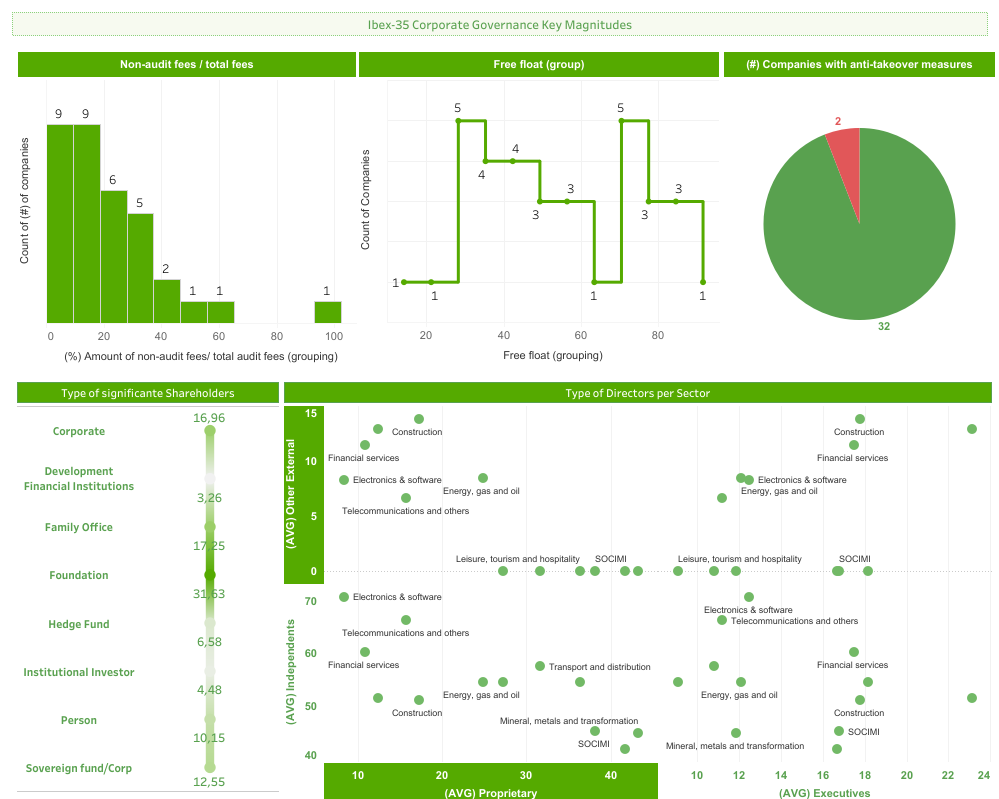 Ibex-35 Corporate Governance Key Magnitudes
Non-audit fees / total fees
Count of (#) of companies
9 9 6 5 2 1 1 1
0 20 40 60 80 100
(%) Amount of non-audit fees/ total audit fees (grouping)
Free float (group)
Count of Companies
1 1 5 4 4 3 3 1 5 3 3 1
20 40 60 80
Free float (grouping)
(#) Companies with anti-takeover measures
2
32
Type of significante Shareholders
16,96
Corporate
Development
Financial Institutions
3,26
Family Office
17,25
Foundation
31,63
Hedge Fund
6,58
Institutional Investor
4,48
Person
10,15
Sovereign fund/Corp
12,55
Type of Directors per Sector
(AVG) Other External
15
10
5
0
Construction
Financial services
Electronics & software
Energy, gas and oil
Telecommunications and others
Leisure, tourism and hospitality
SOCIMI
Construction
Financial services
Electronics & software
Energy, gas and oil
Leisure, tourism and hospitality
SOCIMI
(AVG) Independents
70
60
50
40
Electronics & software
Telecommunications and others
Financial services
Transport and distribution
Energy, gas and oil
Construction
Mineral, metals and transformation
SOCIMI
Electronics & software
Telecommunications and others
Financial services
Energy, gas and oil
Construction
SOCIMI
Mineral, metals and transformation
10 20 30 40
(AVG) Proprietary
10 12 14 16 18 20 22 24
(AVG) Executives